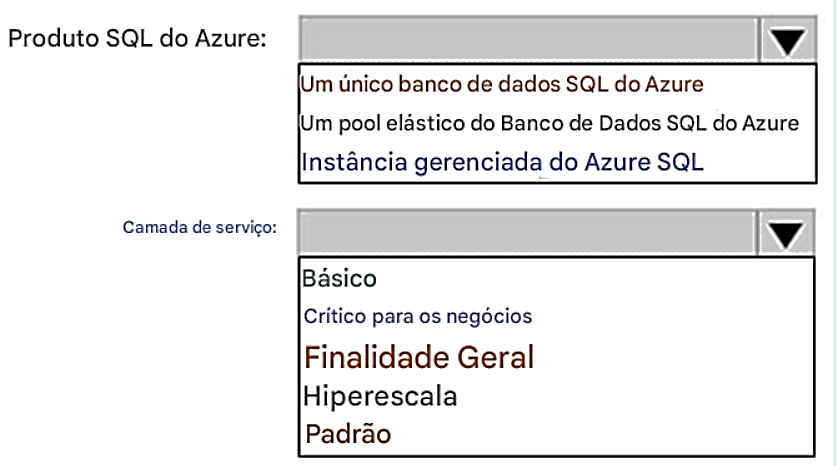 Produto SQL do Azure:
Um único banco de dados SQL do Azure
Um pool elástico do Banco de Dados SQL do Azure
Instância gerenciada do Azure SQL
Camada de serviço:
Básico
Crítico para os negócios
Finalidade Geral
Hiperescala
Padrão